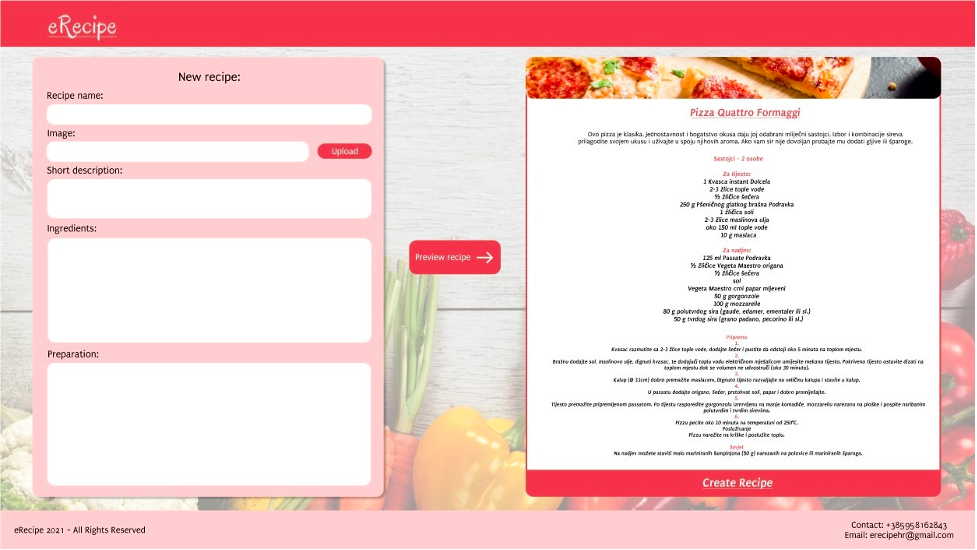 eRecipe
New recipe:
Recipe name:
Image:
Upload
Short description:
Ingredients:
Preparation:
Preview recipe
Pizza Quattro Formaggi
Ovo pizza je klasika. Jednostavnost i bogatstvo okusa daju joj odabrani mliječni sastojci. Izbor i kombinacije sireva
prilagodite svojem ukusu i uživajte u spoju njihovih aroma. Ako vam sir nije dovoljan probajte mu dodati gljive ili šparoge.
Sastojci - 2 osobe
Za tijesto:
1 Kvasca instant Dolcela
2-3 žlice tople vode
½ žličice šećera
250 g Pšeničnog glatkog brašna Podravka
1 žličica soli
2-3 žlice maslinova ulja
oko 150 ml tople vode
10 g maslaca
Za nadjev:
125 ml Passate Podravka
½ žličice Vegeta Maestro origana
½ žličice šećera
sol
Vegeta Maestro crni papar mljeveni
50 g gorgonzole
100 g mozzarelle
80 g polutvrdog sira (gaude, edamer, ementaler ili sl.)
50 g tvrdog sira (grano padano, pecorino ili sl.)
Priprema
1.
Kvasac razmutite sa 2-3 žlice tople vode, dodajte šećer i pustite da odstoji oko 5 minuta na toplom mjestu.
2.
Brašnu dodajte sol, maslinovo ulje, dignuti kvasac, te dodajući toplu vodu električnom mješalicom umijesite mekano tijesto. Pokriveno tijesto ostavite dizati na
toplom mjestu dok se volumen ne udvostruči (oko 30 minuta).
3.
Kalup (Ø 33cm) dobro premažite maslacem. Dignuto tijesto razvaljajte na veličinu kalupa i stavite u kalup.
4.
U passatu dodajte origano, šećer, prstohvat soli, papar i dobro promiješajte.
5.
Tijesto premažite pripremljenom passatom. Po tijestu rasporedite gorgonzolu izmrvljenu na manje komadiće, mozzarellu narezanu na ploške i pospite naribanim
polutvrdim i tvrdim sirevima.
6.
Pizzu pecite oko 10 minuta na temperaturi od 250°C.
Posluživanje
Pizzu narežite na kriške i poslužite toplu.
Savjet
Na nadjev možete staviti malo mariniranih šampinjona (50 g) narezanih na polovice ili mariniranih šparoga.
Create Recipe
eRecipe 2021 - All Rights Reserved
Contact: +385958162843
Email: erecipehr@gmail.com